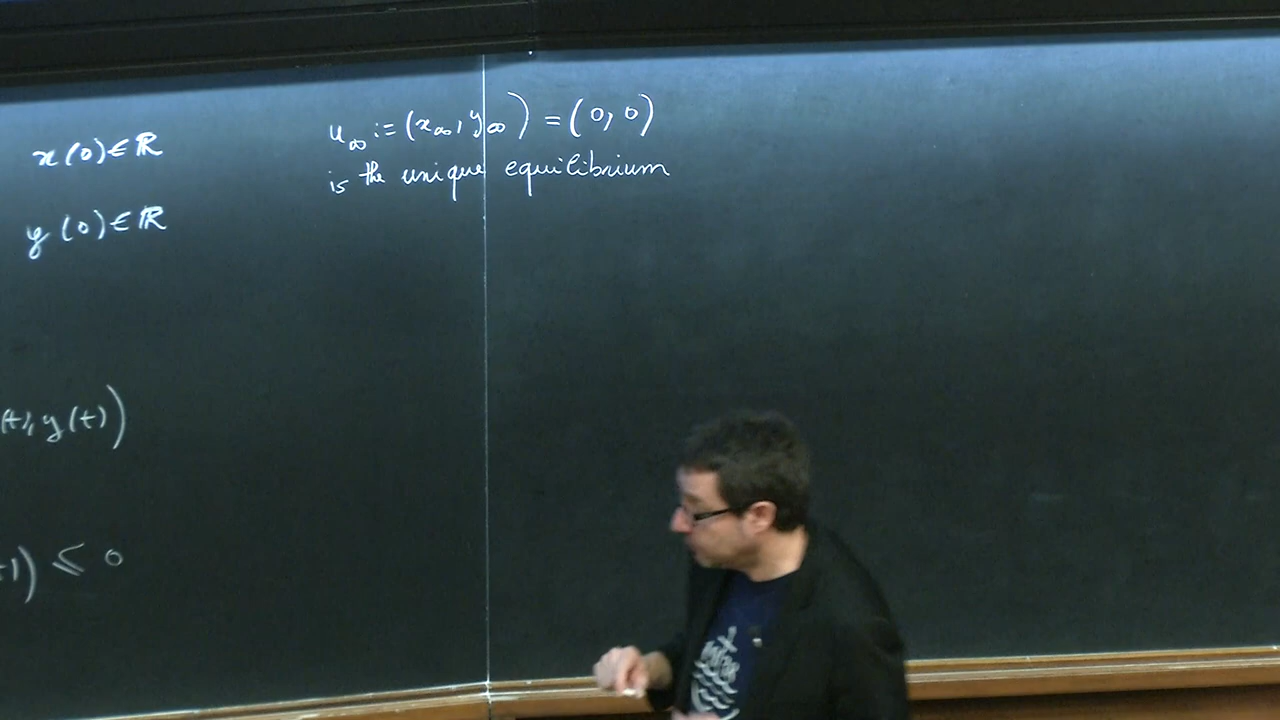 x(0) ∈ ℝ
u∞ := (x∞, y∞) = (0, 0)
is the unique equilibrium
y(0) ∈ ℝ
(t), y(t))
) ≤ 0